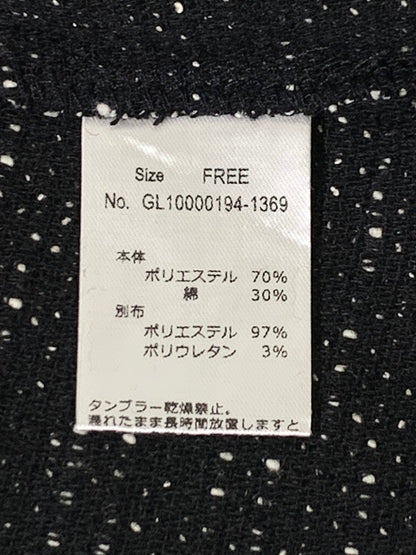 Size FREE
No. GL10000194-1369
本体
ポリエステル 70%
綿 30%
別布
ポリエステル 97%
ポリウレタン 3%
タンブラー乾燥禁止。
濡れたまま長時間放置しますと